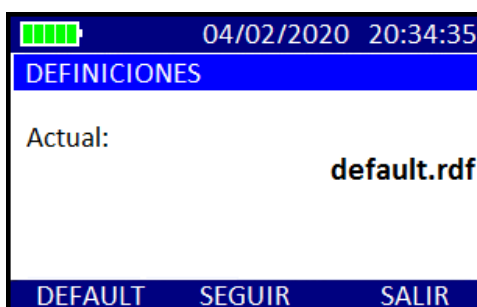 04/02/2020 20:34:35
DEFINICIONES
Actual:
default.rdf
DEFAULT SEGUIR SALIR